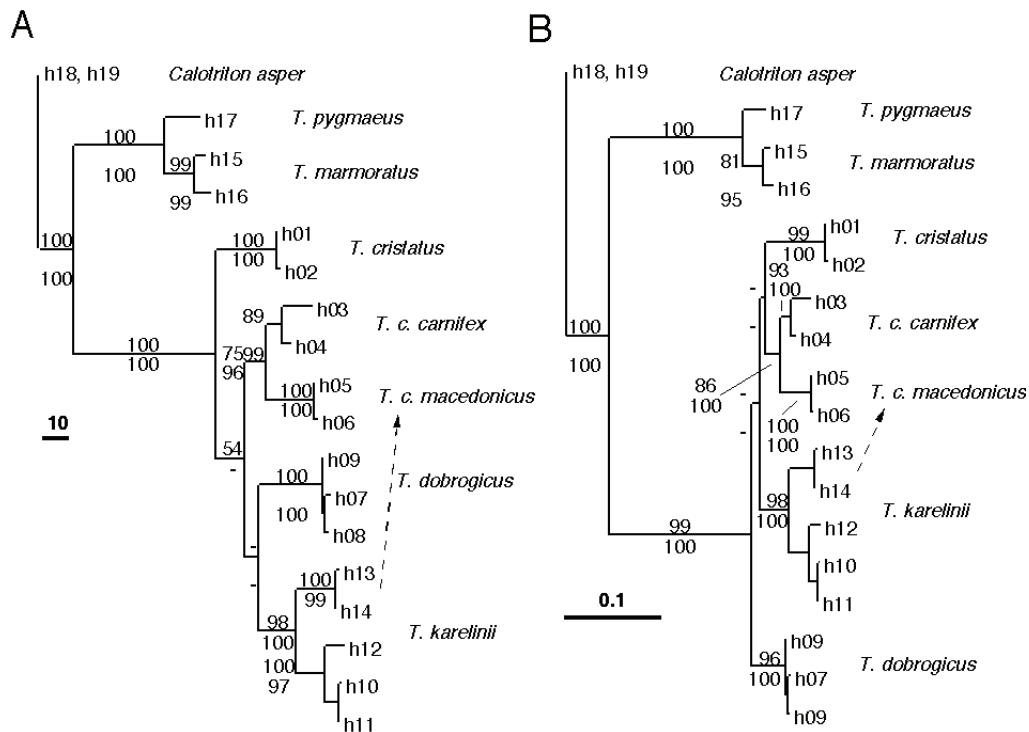 A
h18, h19 Calotriton asper
h17 T. pygmaeus
100
100
99
99
h15
T. marmoratus
h16
100
100
100
100
h01
T. cristatus
h02
100
100
89
h03
T. c. carnifex
h04
75
96
99
100
100
h05
T. c. macedonicus
h06
10
54
-
100
100
h09
T. dobrogicus
h07
h08
-
-
100
99
h13
h14
98
100
T. karelinii
100
97
h12
h10
h11
B
h18, h19 Calotriton asper
h17 T. pygmaeus
100
100
81
95
h15
T. marmoratus
h16
99
100
h01
T. cristatus
h02
93
100
-
-
h03
T. c. carnifex
h04
100
100
86
100
h05
T. c. macedonicus
h06
-
-
100
100
h13
h14
98
100
T. karelinii
h12
h10
h11
99
100
0.1
96
100
h09
T. dobrogicus
h07
h09